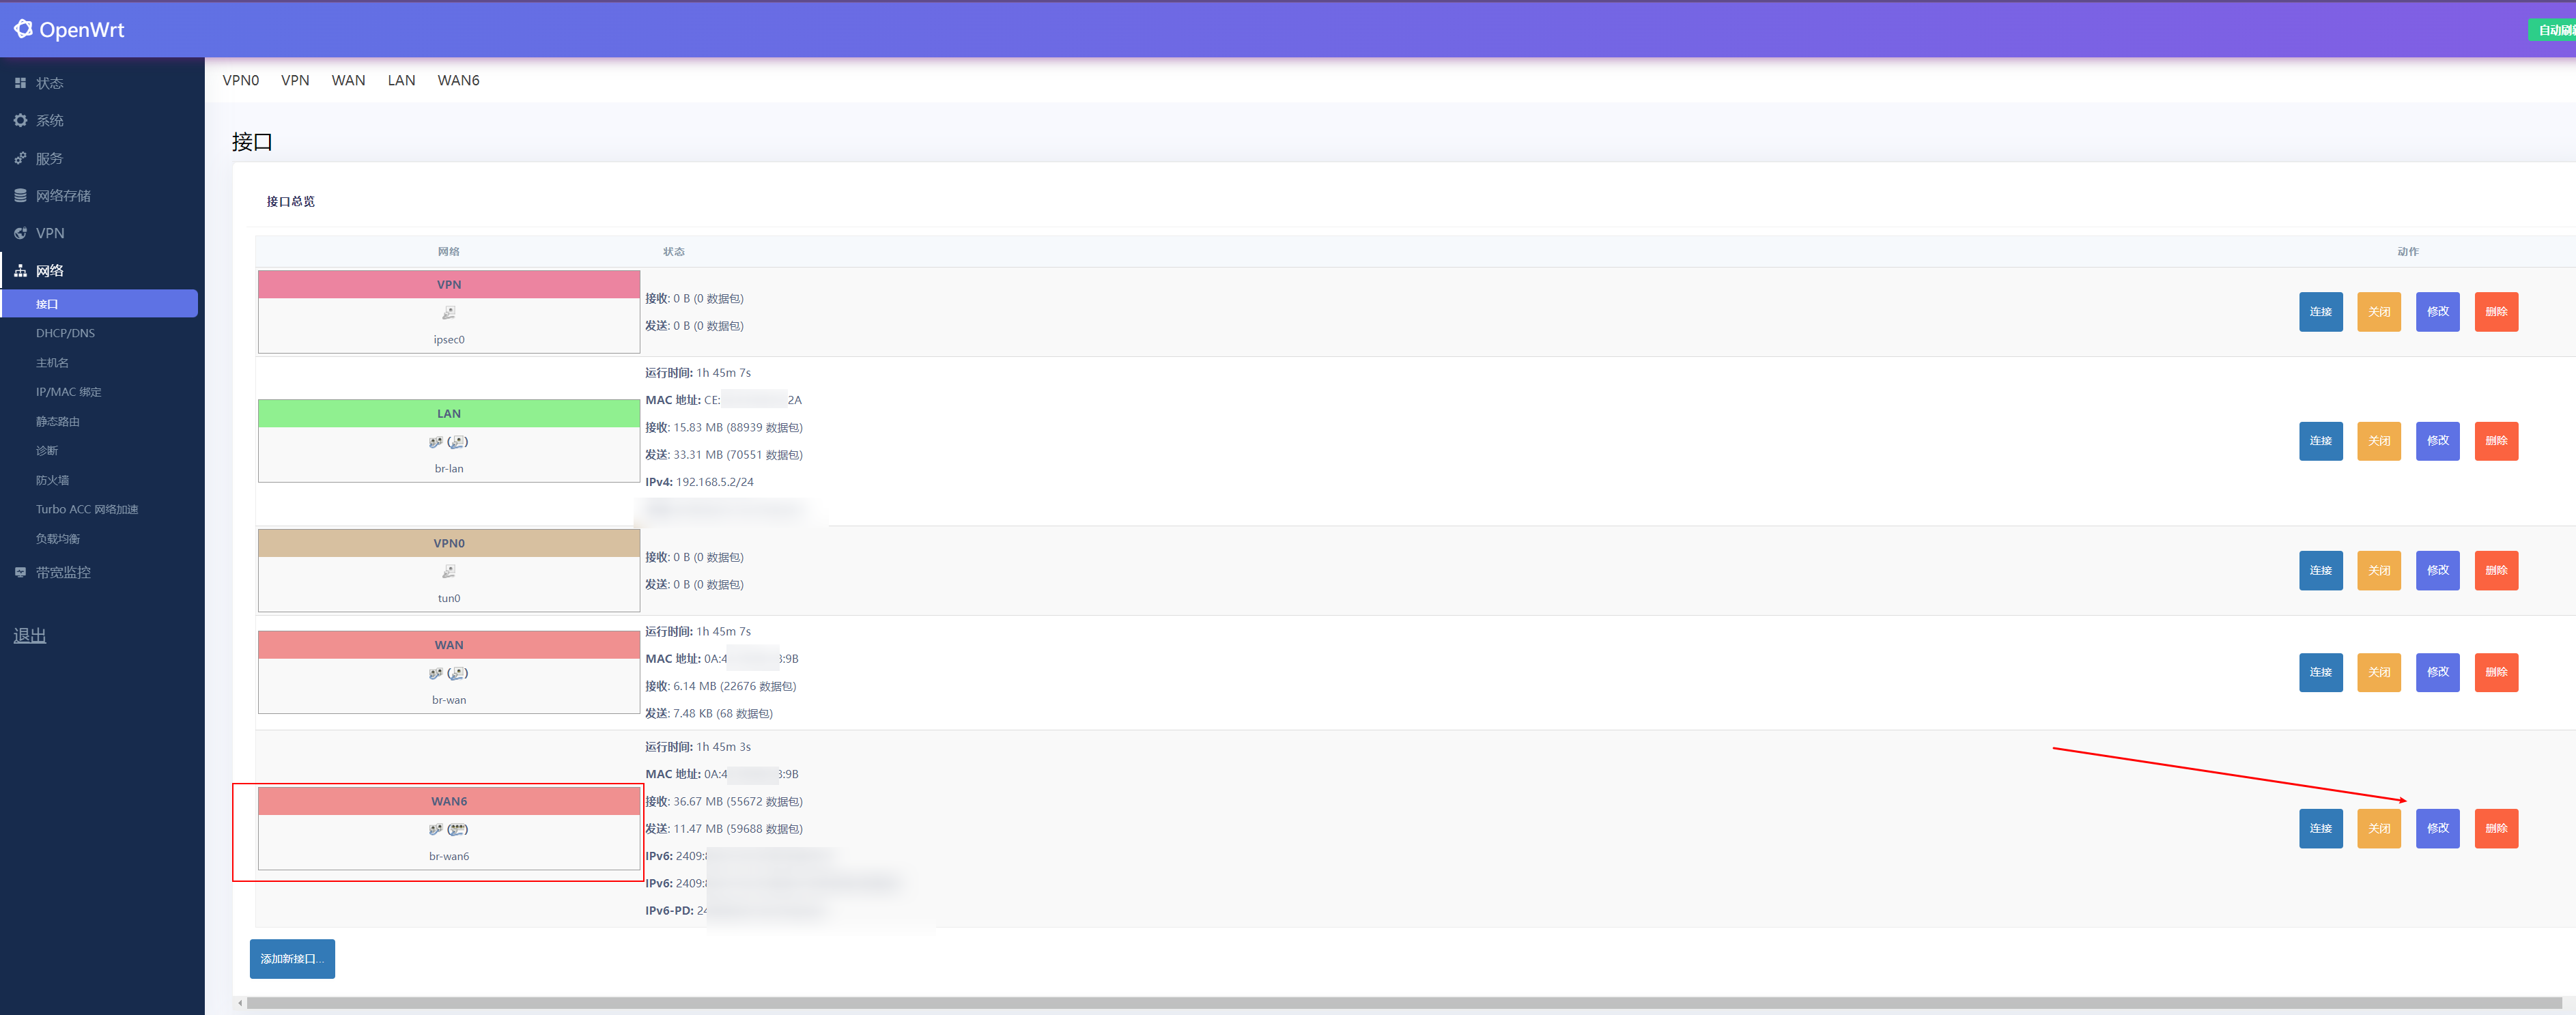 OpenWrt
自动刷新
状态
系统
服务
网络存储
VPN
网络
接口
DHCP/DNS
主机名
IP/MAC 绑定
静态路由
诊断
防火墙
Turbo ACC 网络加速
负载均衡
带宽监控
退出
VPN0 VPN WAN LAN WAN6
接口
接口总览
网络 状态 动作
VPN
ipsec0
接收: 0 B (0 数据包)
发送: 0 B (0 数据包)
连接 关闭 修改 删除
LAN
br-lan
运行时间: 1h 45m 7s
MAC 地址: CE: 2A
接收: 15.83 MB (88939 数据包)
发送: 33.31 MB (70551 数据包)
IPv4: 192.168.5.2/24
连接 关闭 修改 删除
VPN0
tun0
接收: 0 B (0 数据包)
发送: 0 B (0 数据包)
连接 关闭 修改 删除
WAN
br-wan
运行时间: 1h 45m 7s
MAC 地址: 0A:4 :9B
接收: 6.14 MB (22676 数据包)
发送: 7.48 KB (68 数据包)
连接 关闭 修改 删除
WAN6
br-wan6
运行时间: 1h 45m 3s
MAC 地址: 0A:4 :9B
接收: 36.67 MB (55672 数据包)
发送: 11.47 MB (59688 数据包)
IPv6: 2409:
IPv6: 2409:
IPv6-PD: 24
连接 关闭 修改 删除
添加新接口...